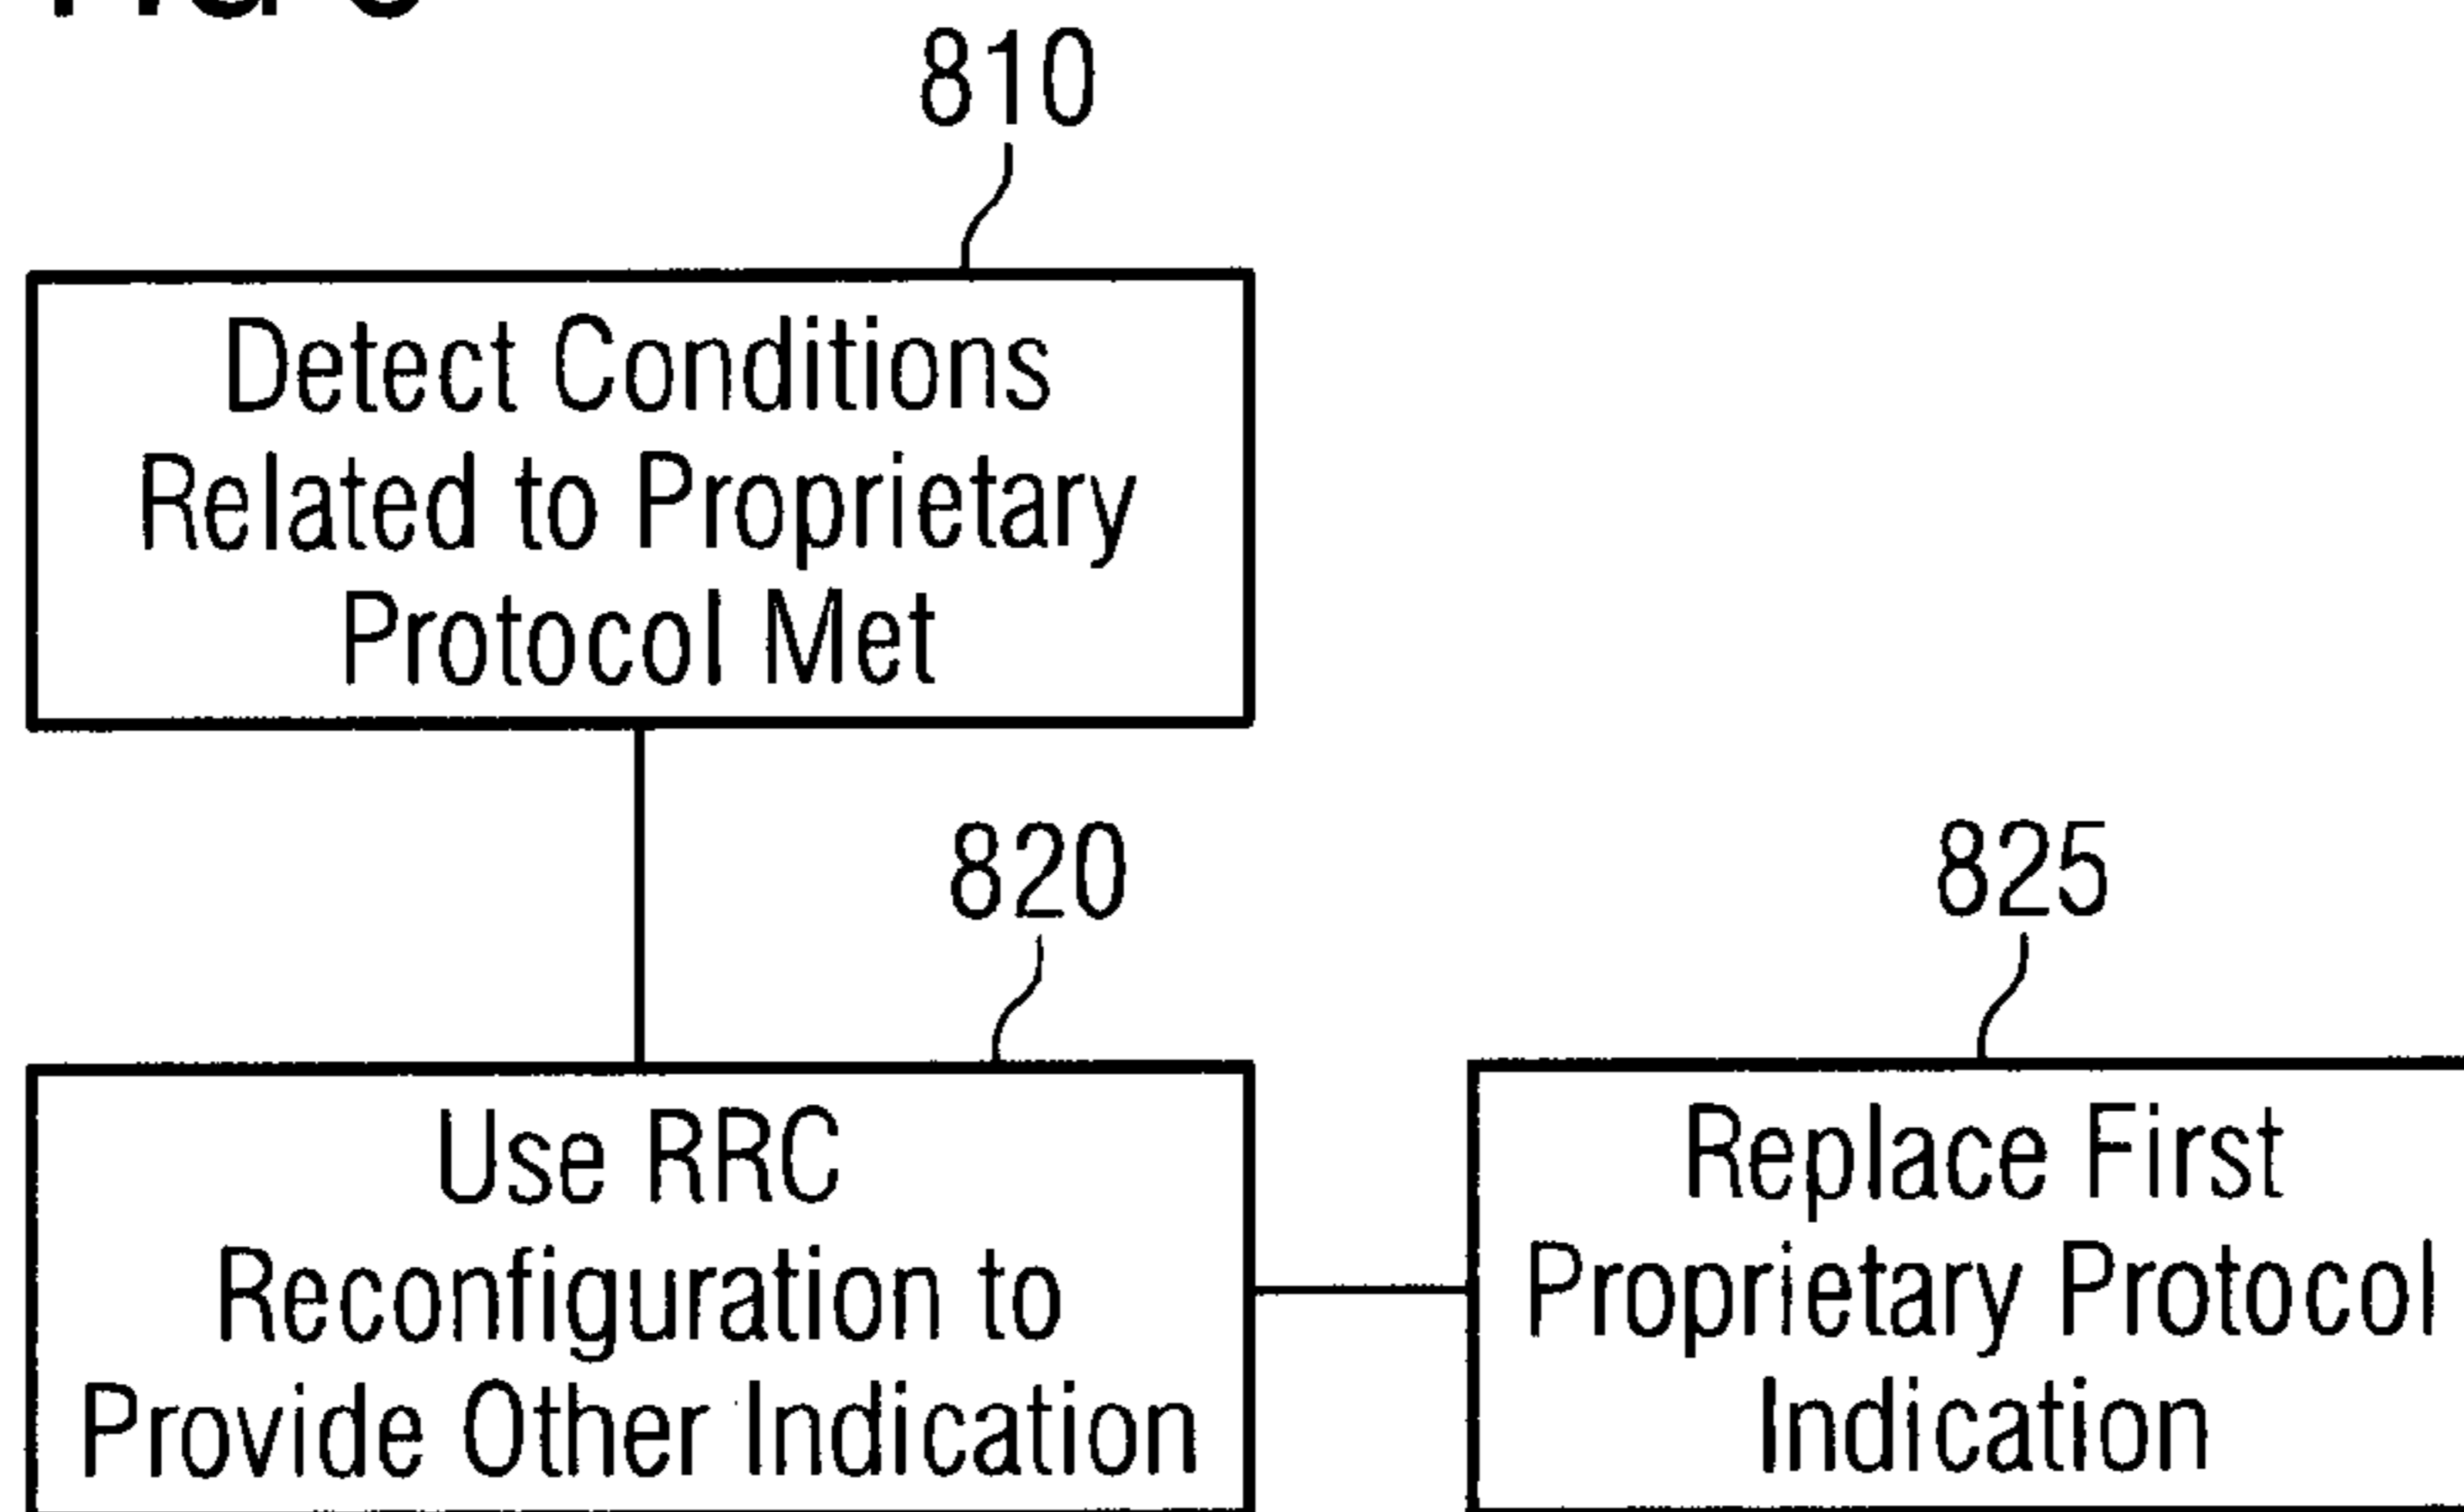 810
Detect Conditions
Related to Proprietary
Protocol Met
820
Use RRC
Reconfiguration to
Provide Other Indication
825
Replace First
Proprietary Protocol
Indication